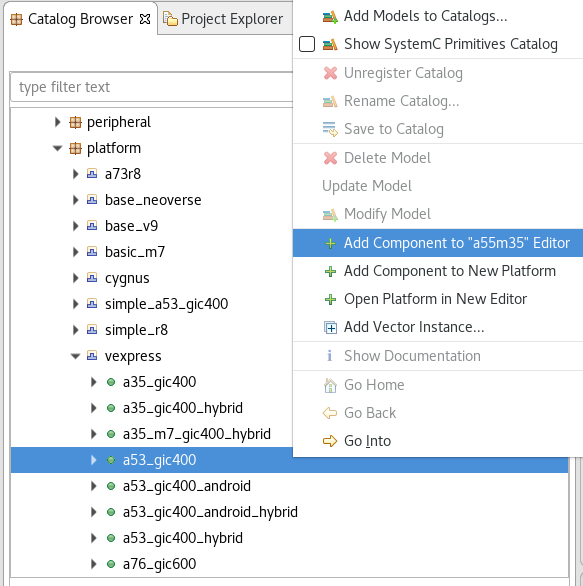 Catalog Browser
Project Explorer
type filter text
peripheral
platform
a73r8
base_neoverse
base_v9
basic_m7
cygnus
simple_a53_gic400
simple_r8
vexpress
a35_gic400
a35_gic400_hybrid
a35_m7_gic400_hybrid
a53_gic400
a53_gic400_android
a53_gic400_android_hybrid
a53_gic400_hybrid
a76_gic600
Add Models to Catalogs...
Show SystemC Primitives Catalog
Unregister Catalog
Rename Catalog...
Save to Catalog
Delete Model
Update Model
Modify Model
Add Component to "a55m35" Editor
Add Component to New Platform
Open Platform in New Editor
Add Vector Instance...
Show Documentation
Go Home
Go Back
Go Into